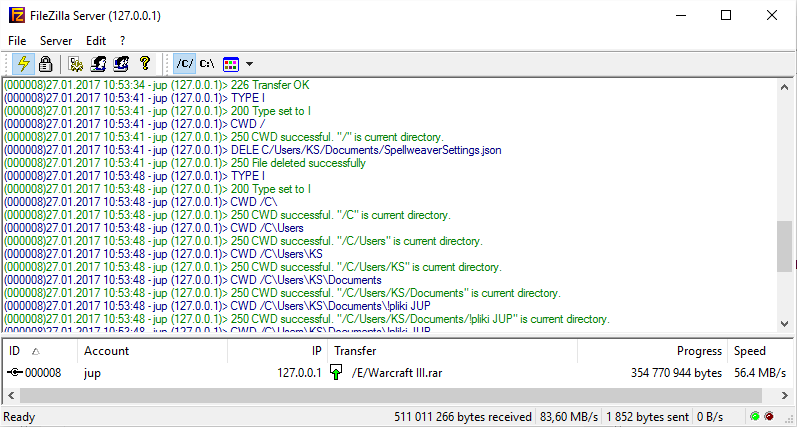 FileZilla Server (127.0.0.1)
File Server Edit ?
/C/ C:\
(000008)27.01.2017 10:53:34 - jup (127.0.0.1)> 226 Transfer OK
(000008)27.01.2017 10:53:41 - jup (127.0.0.1)> TYPE I
(000008)27.01.2017 10:53:41 - jup (127.0.0.1)> 200 Type set to I
(000008)27.01.2017 10:53:41 - jup (127.0.0.1)> CWD /
(000008)27.01.2017 10:53:41 - jup (127.0.0.1)> 250 CWD successful. "/" is current directory.
(000008)27.01.2017 10:53:41 - jup (127.0.0.1)> DELE C/Users/KS/Documents/SpellweaverSettings.json
(000008)27.01.2017 10:53:41 - jup (127.0.0.1)> 250 File deleted successfully
(000008)27.01.2017 10:53:48 - jup (127.0.0.1)> TYPE I
(000008)27.01.2017 10:53:48 - jup (127.0.0.1)> 200 Type set to I
(000008)27.01.2017 10:53:48 - jup (127.0.0.1)> CWD /C\
(000008)27.01.2017 10:53:48 - jup (127.0.0.1)> 250 CWD successful. "/C" is current directory.
(000008)27.01.2017 10:53:48 - jup (127.0.0.1)> CWD /C\Users
(000008)27.01.2017 10:53:48 - jup (127.0.0.1)> 250 CWD successful. "/C/Users" is current directory.
(000008)27.01.2017 10:53:48 - jup (127.0.0.1)> CWD /C\Users\KS
(000008)27.01.2017 10:53:48 - jup (127.0.0.1)> 250 CWD successful. "/C/Users/KS" is current directory.
(000008)27.01.2017 10:53:48 - jup (127.0.0.1)> CWD /C\Users\KS\Documents
(000008)27.01.2017 10:53:48 - jup (127.0.0.1)> 250 CWD successful. "/C/Users/KS/Documents" is current directory.
(000008)27.01.2017 10:53:48 - jup (127.0.0.1)> CWD /C\Users\KS\Documents\!pliki JUP
(000008)27.01.2017 10:53:48 - jup (127.0.0.1)> 250 CWD successful. "/C/Users/KS/Documents/!pliki JUP" is current directory.
(000008)27.01.2017 10:53:48 - jup (127.0.0.1)> CWD /C\Users\KS\Documents\!pliki JUP
ID Account IP Transfer Progress Speed
000008 jup 127.0.0.1 /E/Warcraft III.rar 354 770 944 bytes 56.4 MB/s
Ready 511 011 266 bytes received 83,60 MB/s 1 852 bytes sent 0 B/s